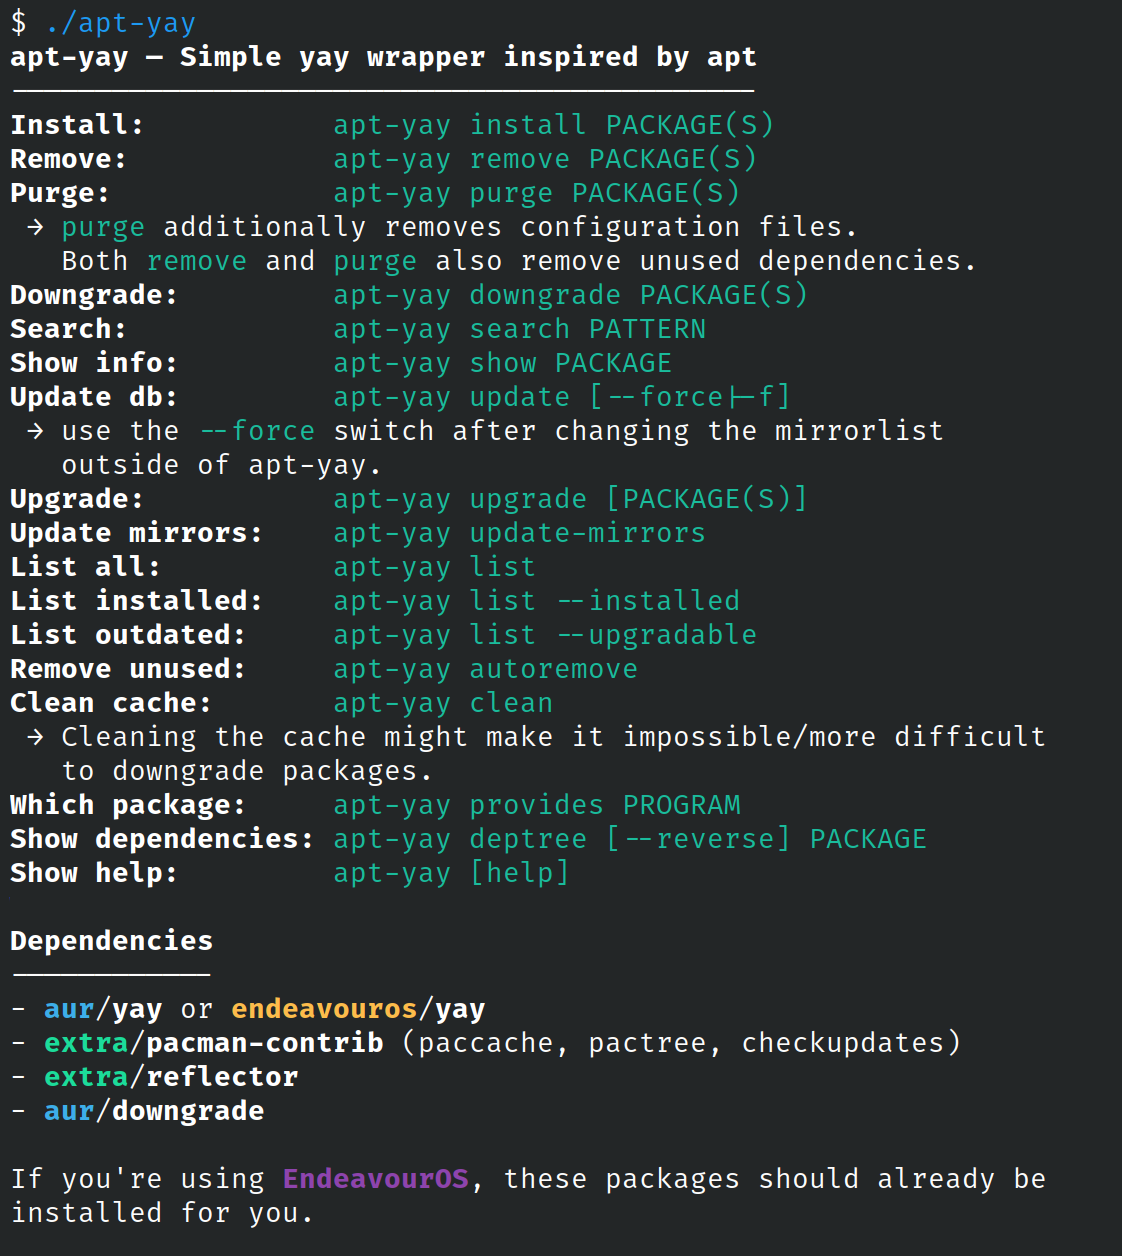 $ ./apt-yay
apt-yay — Simple yay wrapper inspired by apt
────────────────────────────────────────────
Install:           apt-yay install PACKAGE(S)
Remove:            apt-yay remove PACKAGE(S)
Purge:             apt-yay purge PACKAGE(S)
 → purge additionally removes configuration files.
   Both remove and purge also remove unused dependencies.
Downgrade:         apt-yay downgrade PACKAGE(S)
Search:            apt-yay search PATTERN
Show info:         apt-yay show PACKAGE
Update db:         apt-yay update [--force|-f]
 → use the --force switch after changing the mirrorlist
   outside of apt-yay.
Upgrade:           apt-yay upgrade [PACKAGE(S)]
Update mirrors:    apt-yay update-mirrors
List all:          apt-yay list
List installed:    apt-yay list --installed
List outdated:     apt-yay list --upgradable
Remove unused:     apt-yay autoremove
Clean cache:       apt-yay clean
 → Cleaning the cache might make it impossible/more difficult
   to downgrade packages.
Which package:     apt-yay provides PROGRAM
Show dependencies: apt-yay deptree [--reverse] PACKAGE
Show help:         apt-yay [help]

Dependencies
────────────
- aur/yay or endeavouros/yay
- extra/pacman-contrib (paccache, pactree, checkupdates)
- extra/reflector
- aur/downgrade

If you're using EndeavourOS, these packages should already be
installed for you.